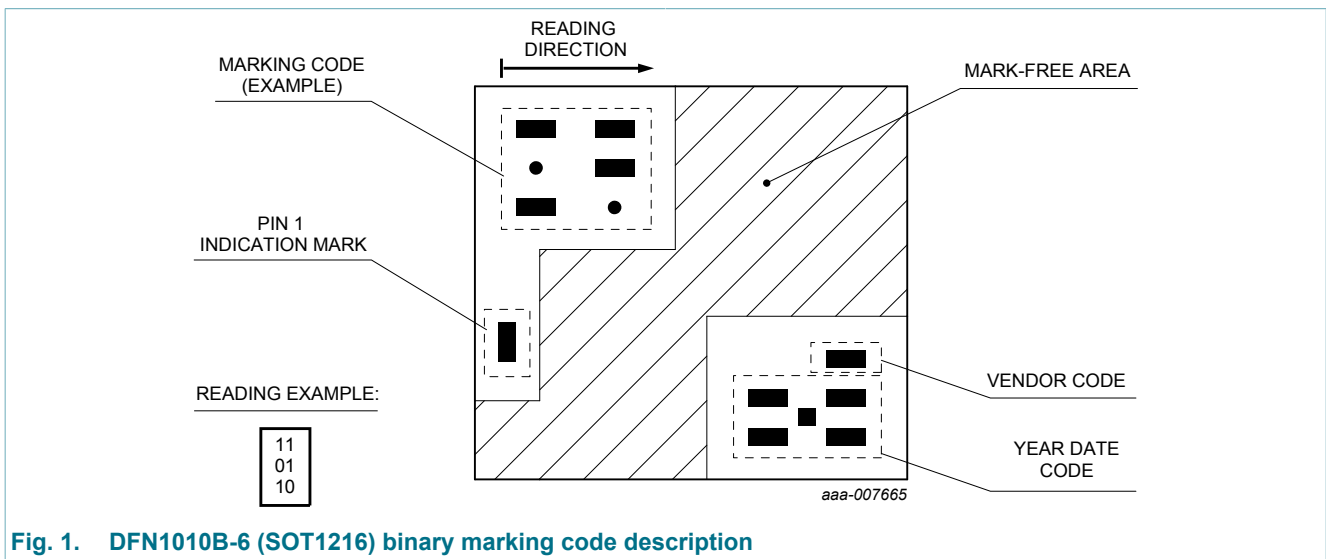 READING
DIRECTION
MARKING CODE
(EXAMPLE)
MARK-FREE AREA
PIN 1
INDICATION MARK
READING EXAMPLE:
11
01
10
VENDOR CODE
YEAR DATE
CODE
aaa-007665
Fig. 1. DFN1010B-6 (SOT1216) binary marking code description